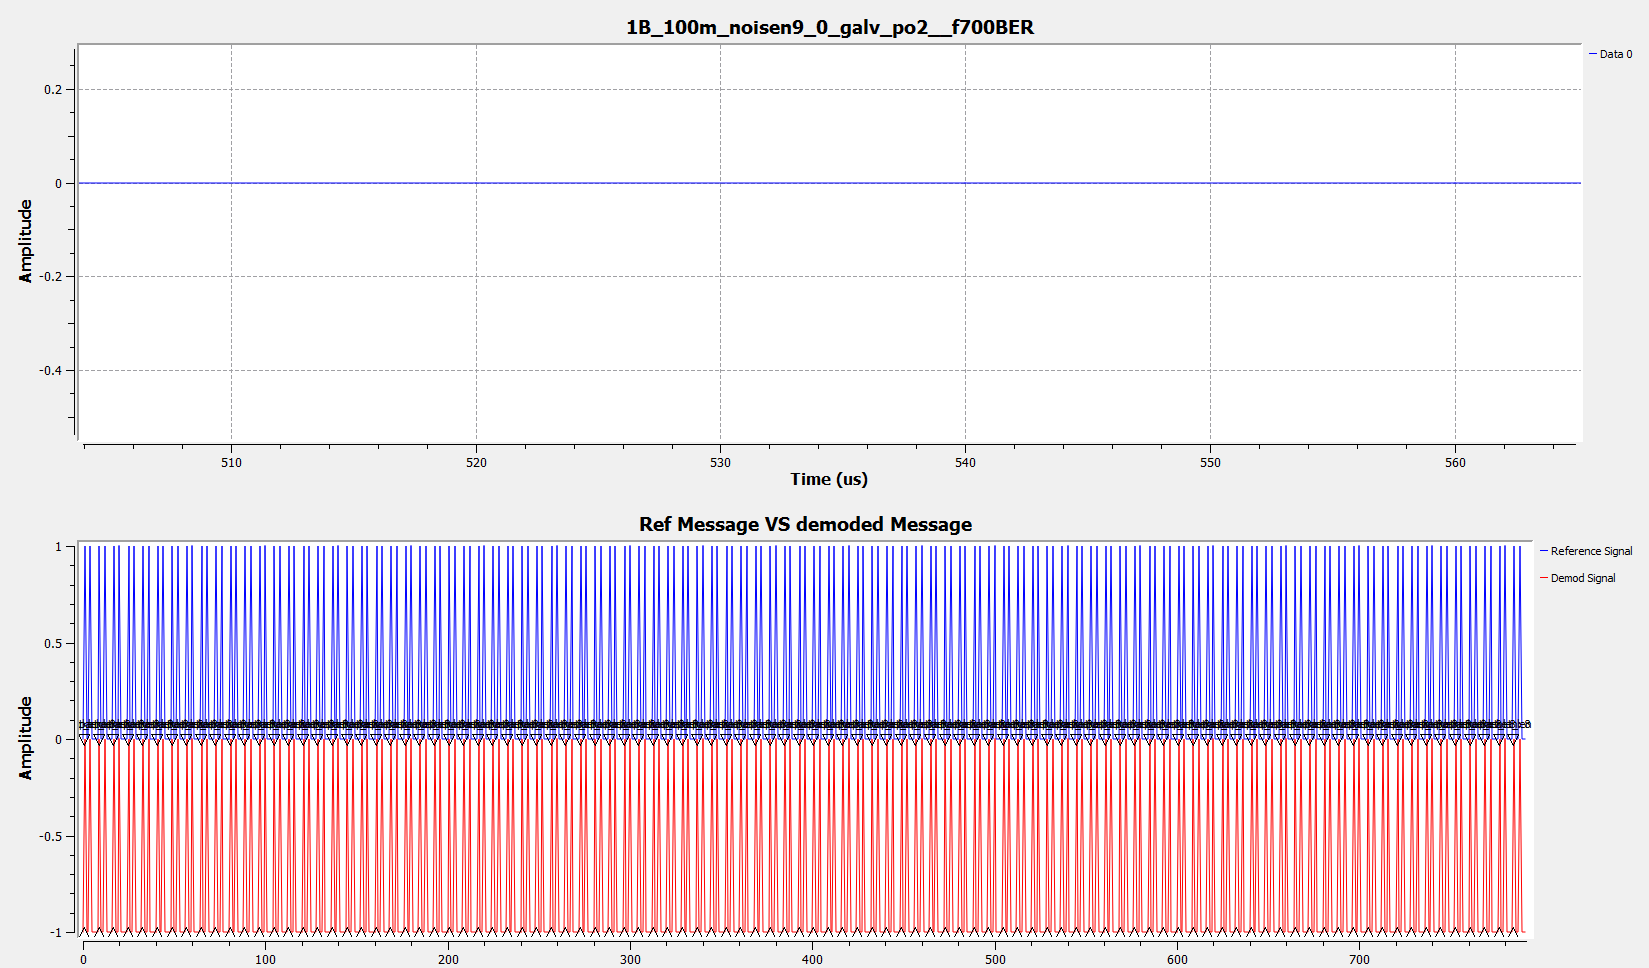 1B_100m_noisen9_0_galv_po2__f700BER
Data 0
0.2
0
-0.2
-0.4
Amplitude
510 520 530 540 550 560
Time (us)
Ref Message VS demoded Message
Reference Signal
Demod Signal
1
0.5
0
-0.5
-1
Amplitude
0 100 200 300 400 500 600 700